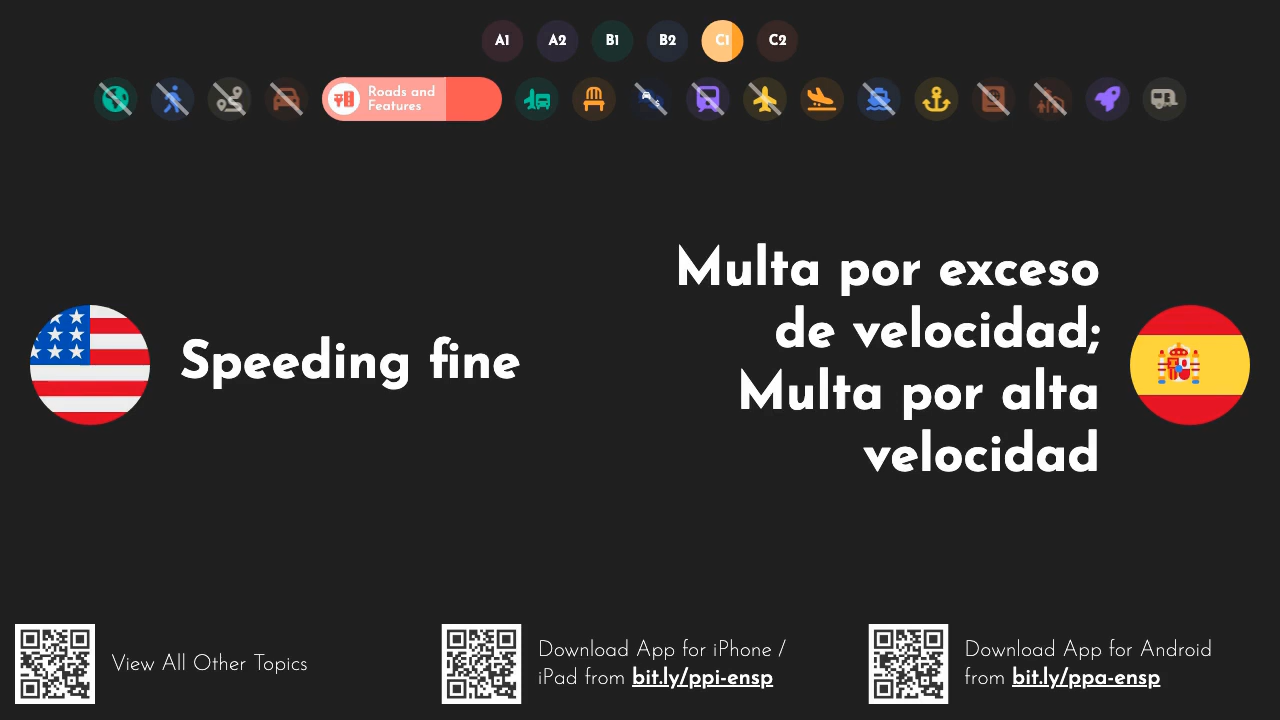 A1 A2 B1 B2 C1 C2
Roads and
Features
Speeding fine
Multa por exceso
de velocidad;
Multa por alta
velocidad
View All Other Topics
Download App for iPhone /
iPad from bit.ly/ppi-ensp
Download App for Android
from bit.ly/ppa-ensp